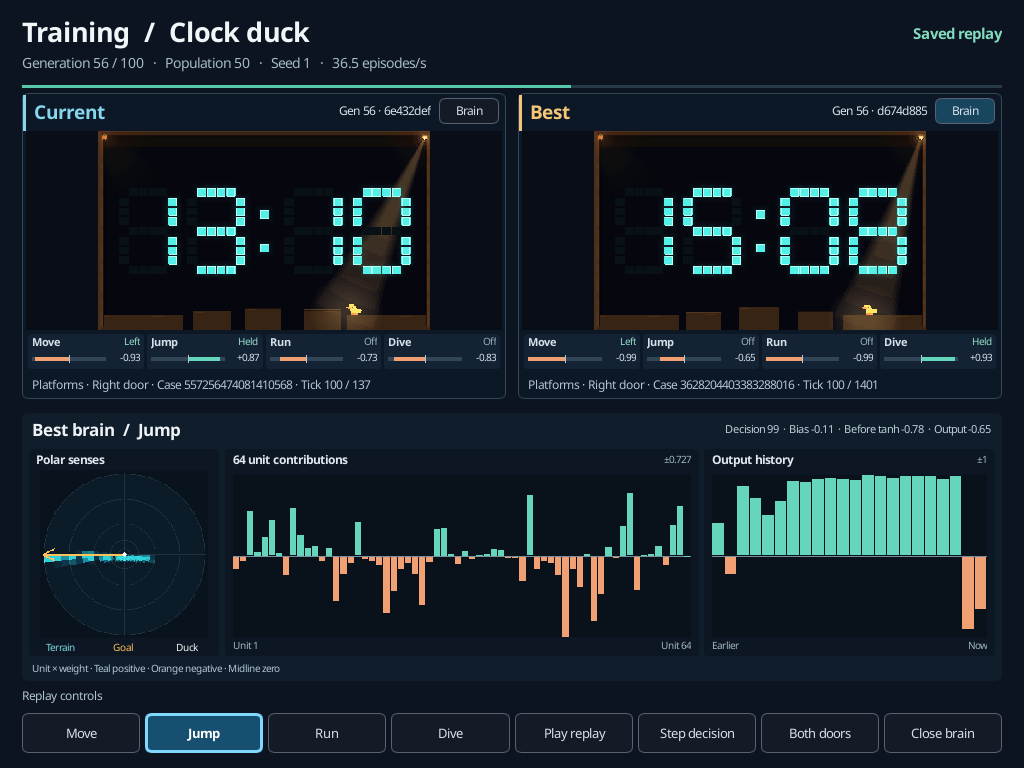 Training / Clock duck
Saved replay
Generation 56 / 100 · Population 50 · Seed 1 · 36.5 episodes/s
Current
Gen 56 · 6e432def
Brain
13:10
Move Left -0.93
Jump Held +0.87
Run Off -0.73
Dive Off -0.83
Platforms · Right door · Case 557256474081410568 · Tick 100 / 137
Best
Gen 56 · d674d885
Brain
15:08
Move Left -0.99
Jump Off -0.65
Run Off -0.99
Dive Held +0.93
Platforms · Right door · Case 3628204403383288016 · Tick 100 / 1401
Best brain / Jump
Decision 99 · Bias -0.11 · Before tanh -0.78 · Output -0.65
Polar senses
Terrain Goal Duck
64 unit contributions ±0.727
Unit 1 Unit 64
Output history ±1
Earlier Now
Unit × weight · Teal positive · Orange negative · Midline zero
Replay controls
Move
Jump
Run
Dive
Play replay
Step decision
Both doors
Close brain